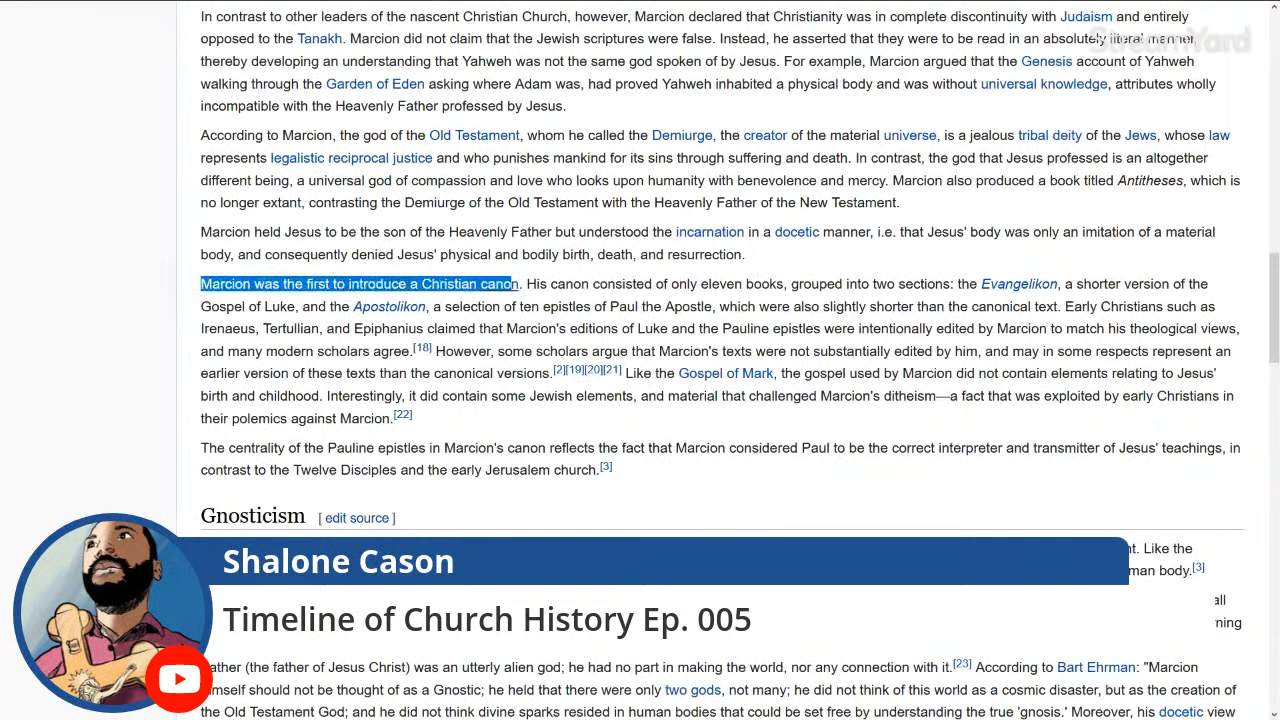 In contrast to other leaders of the nascent Christian Church, however, Marcion declared that Christianity was in complete discontinuity with Judaism and entirely
StreamYard
opposed to the Tanakh. Marcion did not claim that the Jewish scriptures were false. Instead, he asserted that they were to be read in an absolutely literal manner,
thereby developing an understanding that Yahweh was not the same god spoken of by Jesus. For example, Marcion argued that the Genesis account of Yahweh
walking through the Garden of Eden asking where Adam was, had proved Yahweh inhabited a physical body and was without universal knowledge, attributes wholly
incompatible with the Heavenly Father professed by Jesus.
According to Marcion, the god of the Old Testament, whom he called the Demiurge, the creator of the material universe, is a jealous tribal deity of the Jews, whose law
represents legalistic reciprocal justice and who punishes mankind for its sins through suffering and death. In contrast, the god that Jesus professed is an altogether
different being, a universal god of compassion and love who looks upon humanity with benevolence and mercy. Marcion also produced a book titled Antitheses, which is
no longer extant, contrasting the Demiurge of the Old Testament with the Heavenly Father of the New Testament.
Marcion held Jesus to be the son of the Heavenly Father but understood the incarnation in a docetic manner, i.e. that Jesus' body was only an imitation of a material
body, and consequently denied Jesus' physical and bodily birth, death, and resurrection.
Marcion was the first to introduce a Christian canon. His canon consisted of only eleven books, grouped into two sections: the Evangelikon, a shorter version of the
Gospel of Luke, and the Apostolikon, a selection of ten epistles of Paul the Apostle, which were also slightly shorter than the canonical text. Early Christians such as
Irenaeus, Tertullian, and Epiphanius claimed that Marcion's editions of Luke and the Pauline epistles were intentionally edited by Marcion to match his theological views,
and many modern scholars agree.[18] However, some scholars argue that Marcion's texts were not substantially edited by him, and may in some respects represent an
earlier version of these texts than the canonical versions.[2][19][20][21] Like the Gospel of Mark, the gospel used by Marcion did not contain elements relating to Jesus'
birth and childhood. Interestingly, it did contain some Jewish elements, and material that challenged Marcion's ditheism—a fact that was exploited by early Christians in
their polemics against Marcion.[22]
The centrality of the Pauline epistles in Marcion's canon reflects the fact that Marcion considered Paul to be the correct interpreter and transmitter of Jesus' teachings, in
contrast to the Twelve Disciples and the early Jerusalem church.[3]
Gnosticism [ edit source ]
Like the
Shalone Cason
body.[3]
Timeline of Church History Ep. 005
(the father of Jesus Christ) was an utterly alien god; he had no part in making the world, nor any connection with it.[23] According to Bart Ehrman: "Marcion
should not be thought of as a Gnostic; he held that there were only two gods, not many; he did not think of this world as a cosmic disaster, but as the creation of
the Old Testament God; and he did not think divine sparks resided in human bodies that could be set free by understanding the true 'gnosis.' Moreover, his docetic view